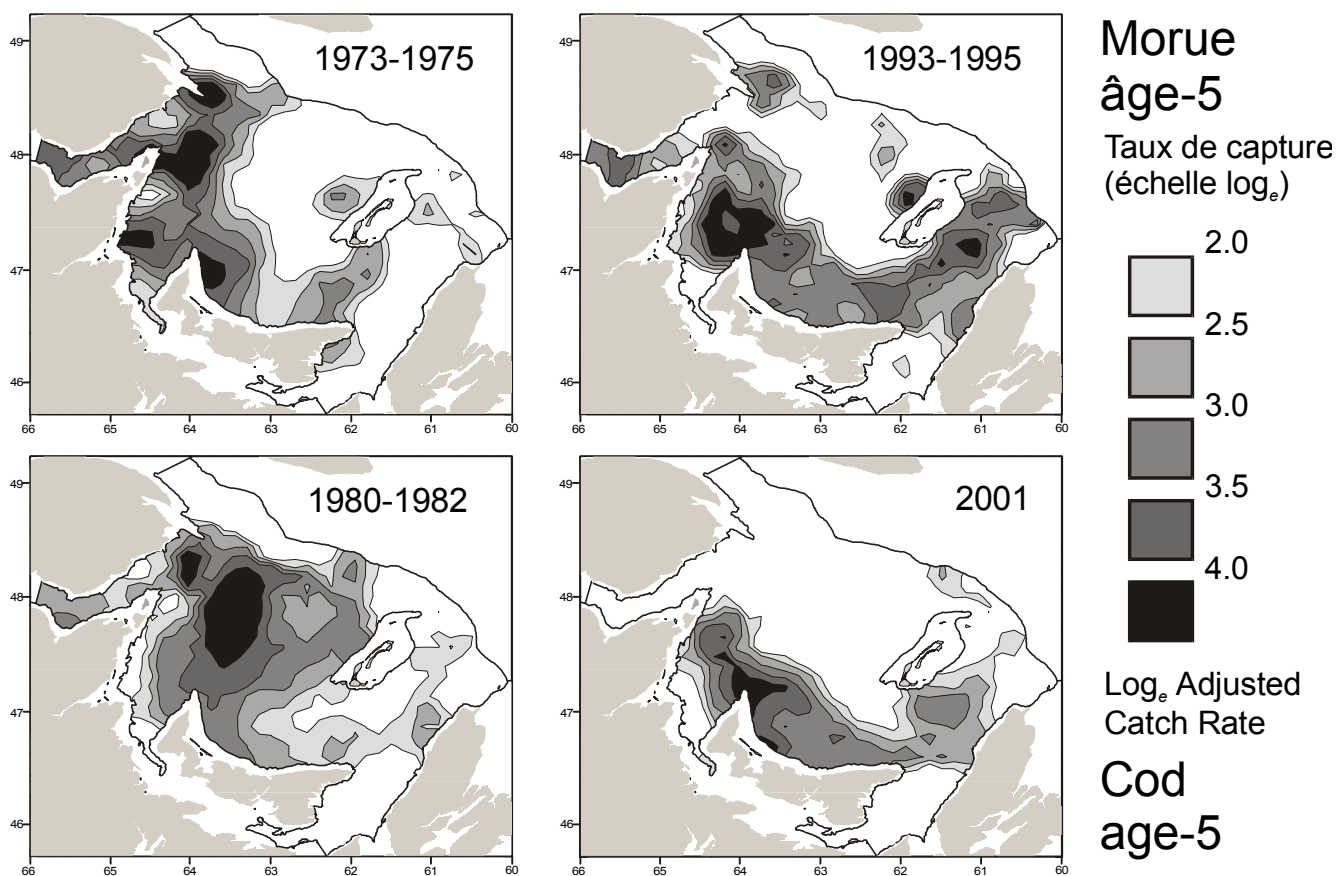 1973-1975
49
48
47
46
66 65 64 63 62 61 60
1993-1995
49
48
47
46
66 65 64 63 62 61 60
1980-1982
49
48
47
46
66 65 64 63 62 61 60
2001
49
48
47
46
66 65 64 63 62 61 60
Morue
âge-5
Taux de capture
(échelle logₑ)
2.0
2.5
3.0
3.5
4.0
Logₑ Adjusted
Catch Rate
Cod
age-5